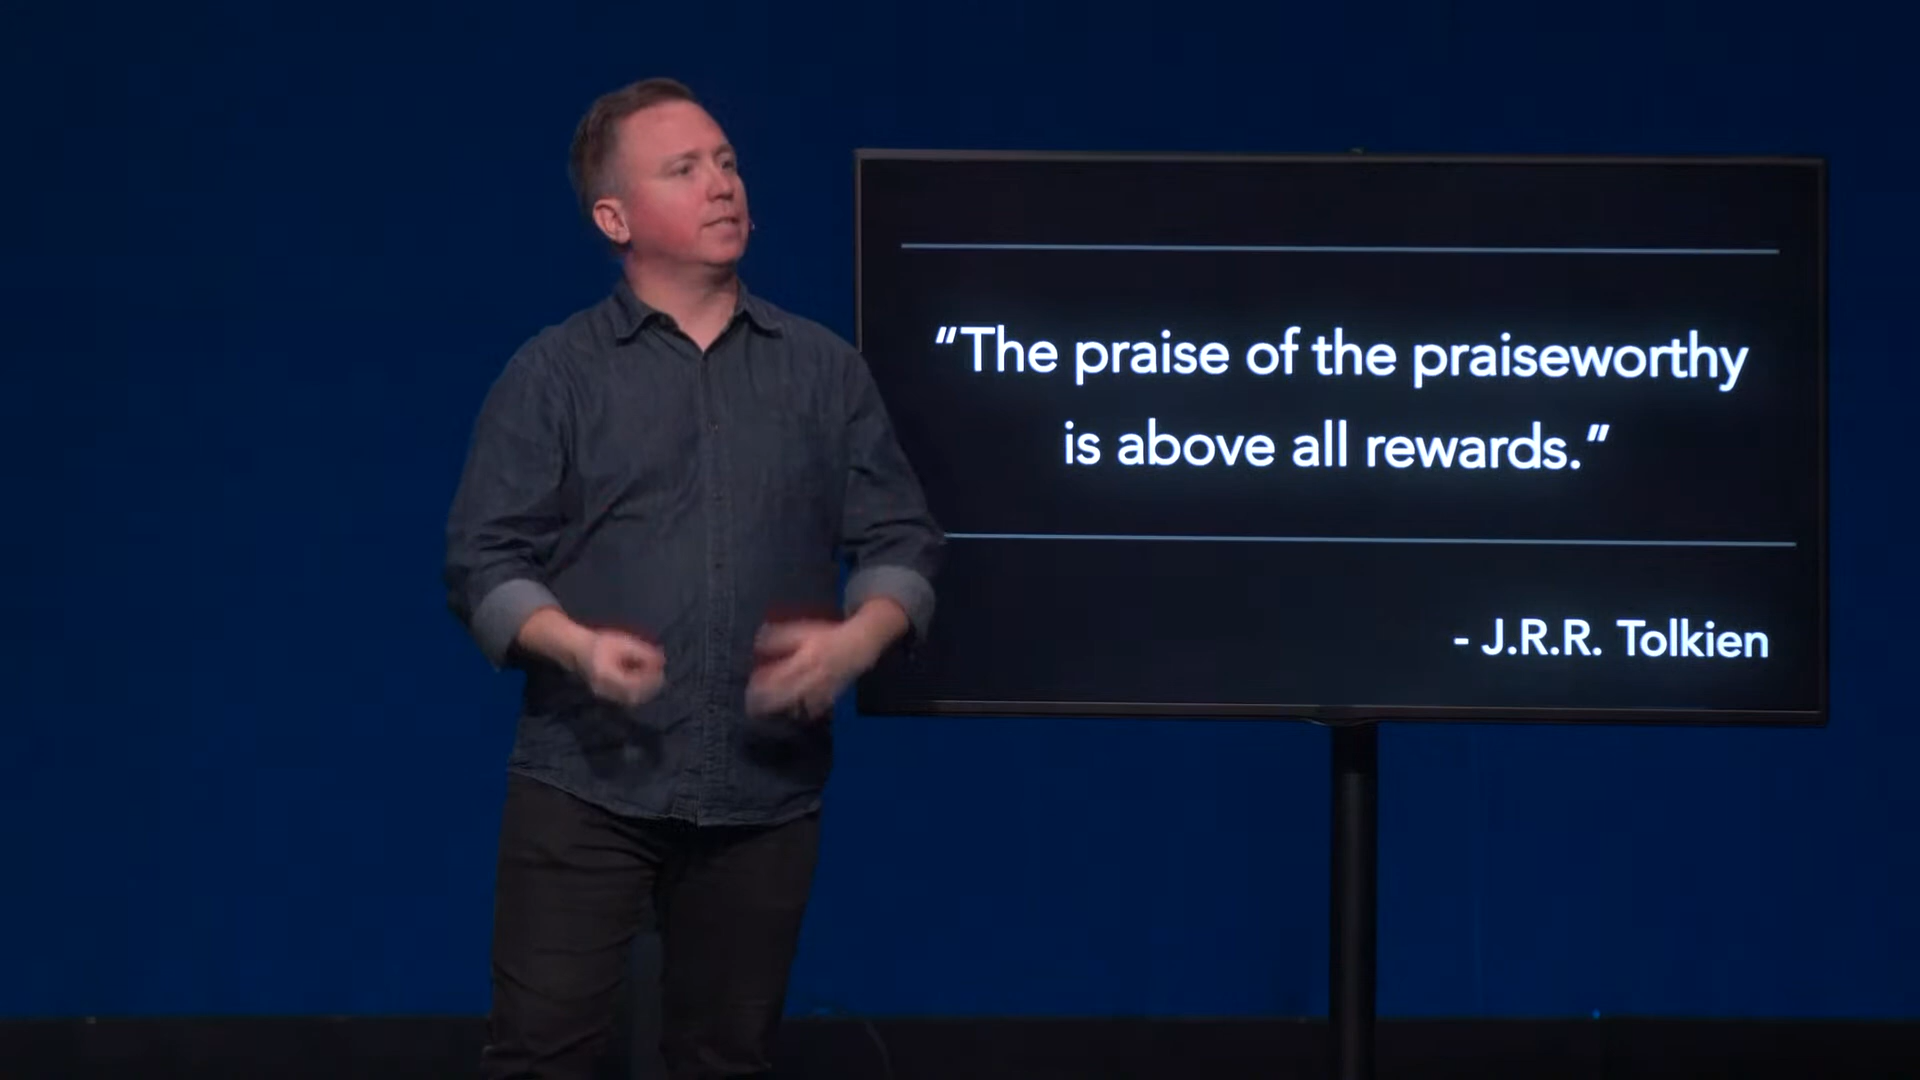 “The praise of the praiseworthy
is above all rewards.”
- J.R.R. Tolkien